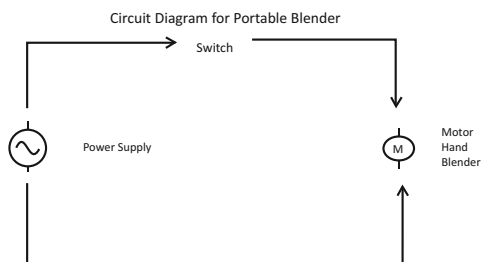 Circuit Diagram for Portable Blender
Switch
Power Supply
M
Motor
Hand
Blender